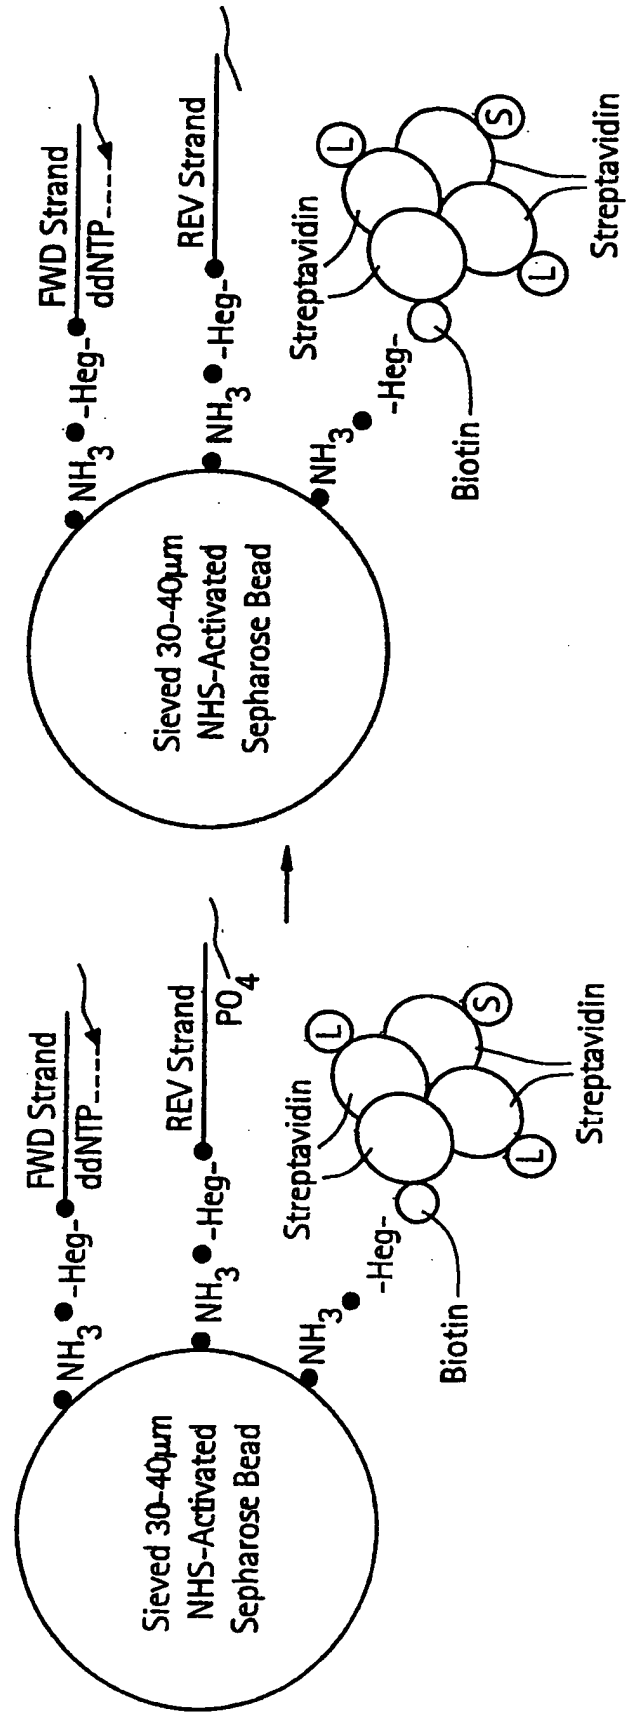 Sieved 30-40μm
NHS-Activated
Sepharose Bead
NH3
-Heg-
FWD Strand
ddNTP
NH3
-Heg-
REV Strand
PO4
NH3
-Heg-
Biotin
Streptavidin
L
S
L
Streptavidin
Sieved 30-40μm
NHS-Activated
Sepharose Bead
NH3
-Heg-
FWD Strand
ddNTP
NH3
-Heg-
REV Strand
NH3
-Heg-
Biotin
Streptavidin
L
S
L
Streptavidin